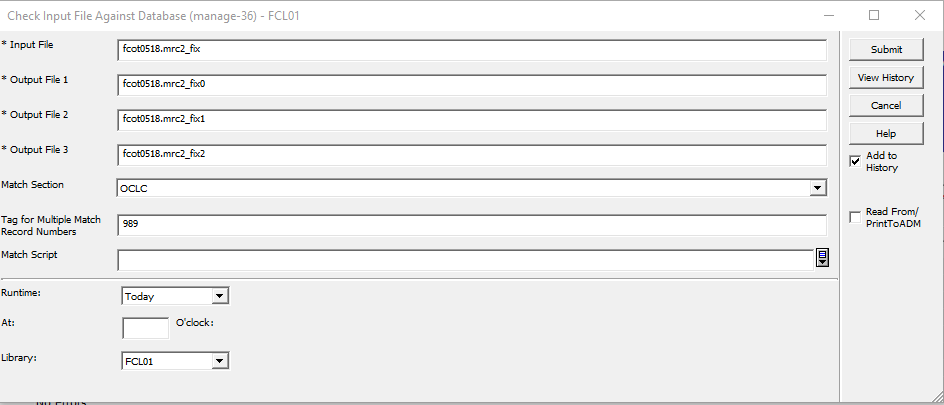 Check Input File Against Database (manage-36) - FCL01
* Input File
fcot0518.mrc2_fix
Submit
* Output File 1
fcot0518.mrc2_fix0
View History
* Output File 2
fcot0518.mrc2_fix1
Cancel
* Output File 3
fcot0518.mrc2_fix2
Help
Add to
History
Match Section
OCLC
Tag for Multiple Match
Record Numbers
989
Read From/
PrintToADM
Match Script
Runtime:
Today
At:
O'clock:
Library:
FCL01
No Errors